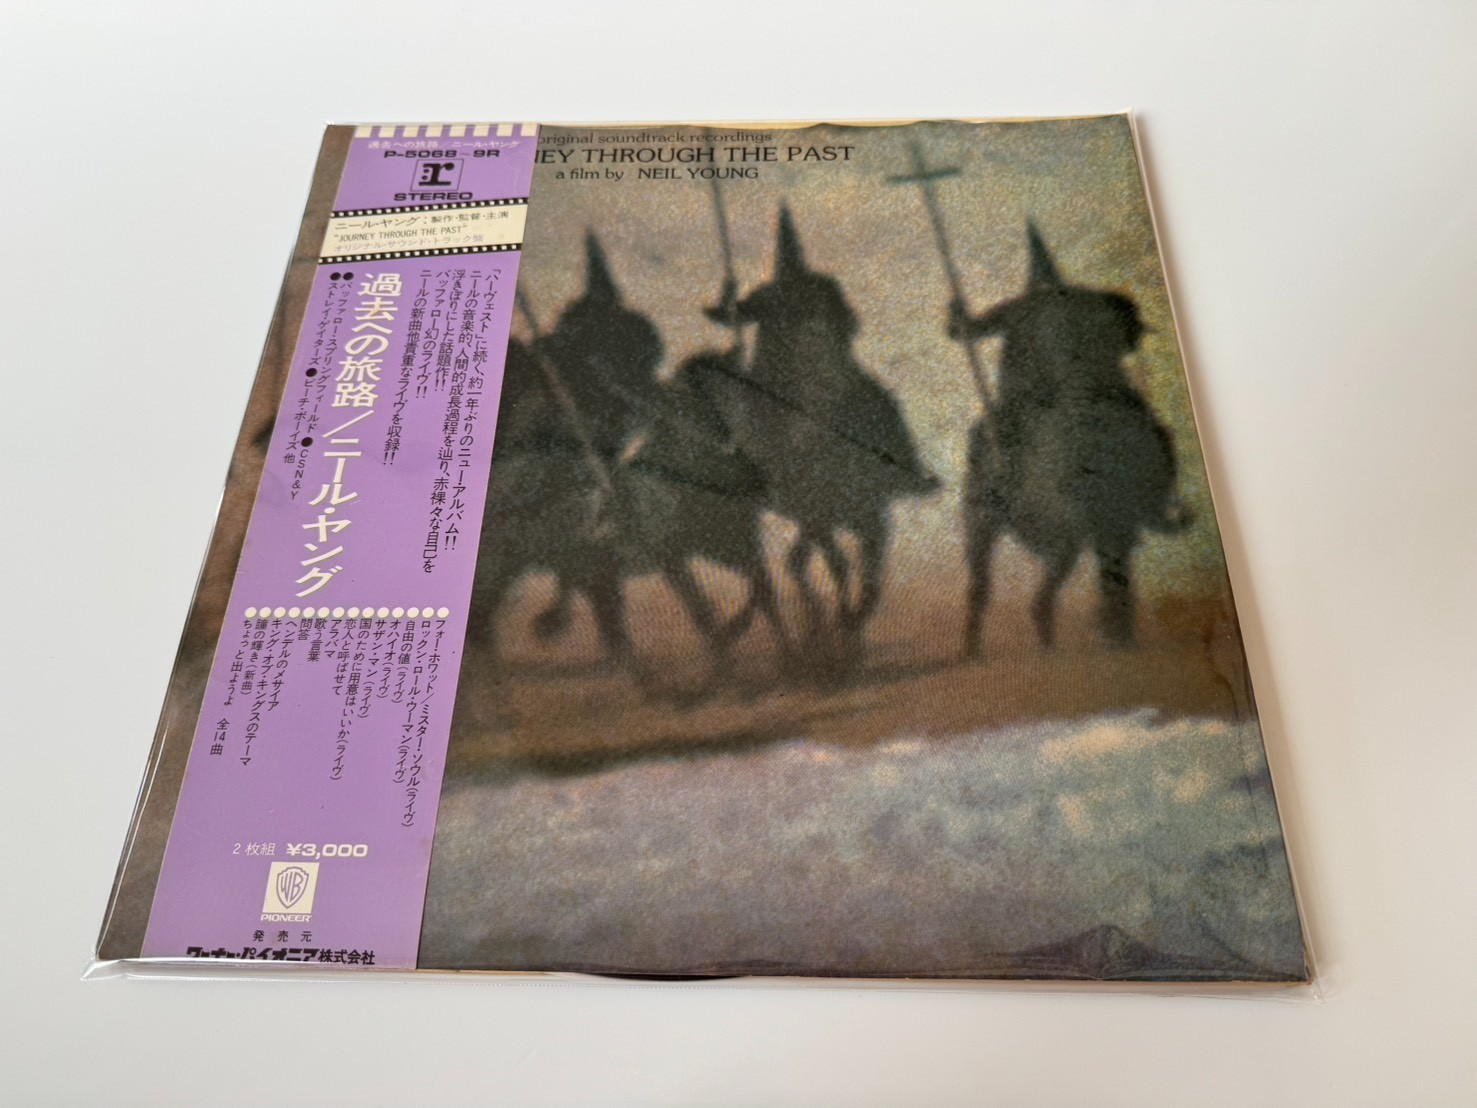 過去への旅路/ニール・ヤング
P-5068~9R
r
STEREO
ニール・ヤング：製作・監督・主演
"JOURNEY THROUGH THE PAST"
オリジナル・サウンド・トラック盤
「ハーヴェスト」に続く、約一年ぶりのニュー・アルバム!!
ニールの音楽的、人間的成長過程を辿り、赤裸々な自己を
浮きぼりにした話題作!!
バッファロー幻のライヴ!!
ニールの新曲他貴重なライヴを収録!!
過去への旅路/ニール・ヤング
●バッファロー・スプリングフィールド●CSN&Y
●ストレイ・ゲイターズ●ビーチ・ボーイズ 他
●フォー・ホワット/ミスター・ソウル(ライヴ)
●ロックン・ロール・ウーマン(ライヴ)
●自由の値(ライヴ)
●オハイオ(ライヴ)
●サザン・マン(ライヴ)
●国のために用意はいいか(ライヴ)
●恋人と呼ばせて
●アラバマ
●歌う言葉
●問答
●ヘンデルのメサイア
●キング・オブ・キングスのテーマ
●瞳の輝き(新曲)
●ちょっと出ようよ 全14曲
2枚組 ¥3,000
WB
PIONEER
発売元
ワーナー・パイオニア株式会社
original soundtrack recordings
NEY THROUGH THE PAST
a film by NEIL YOUNG